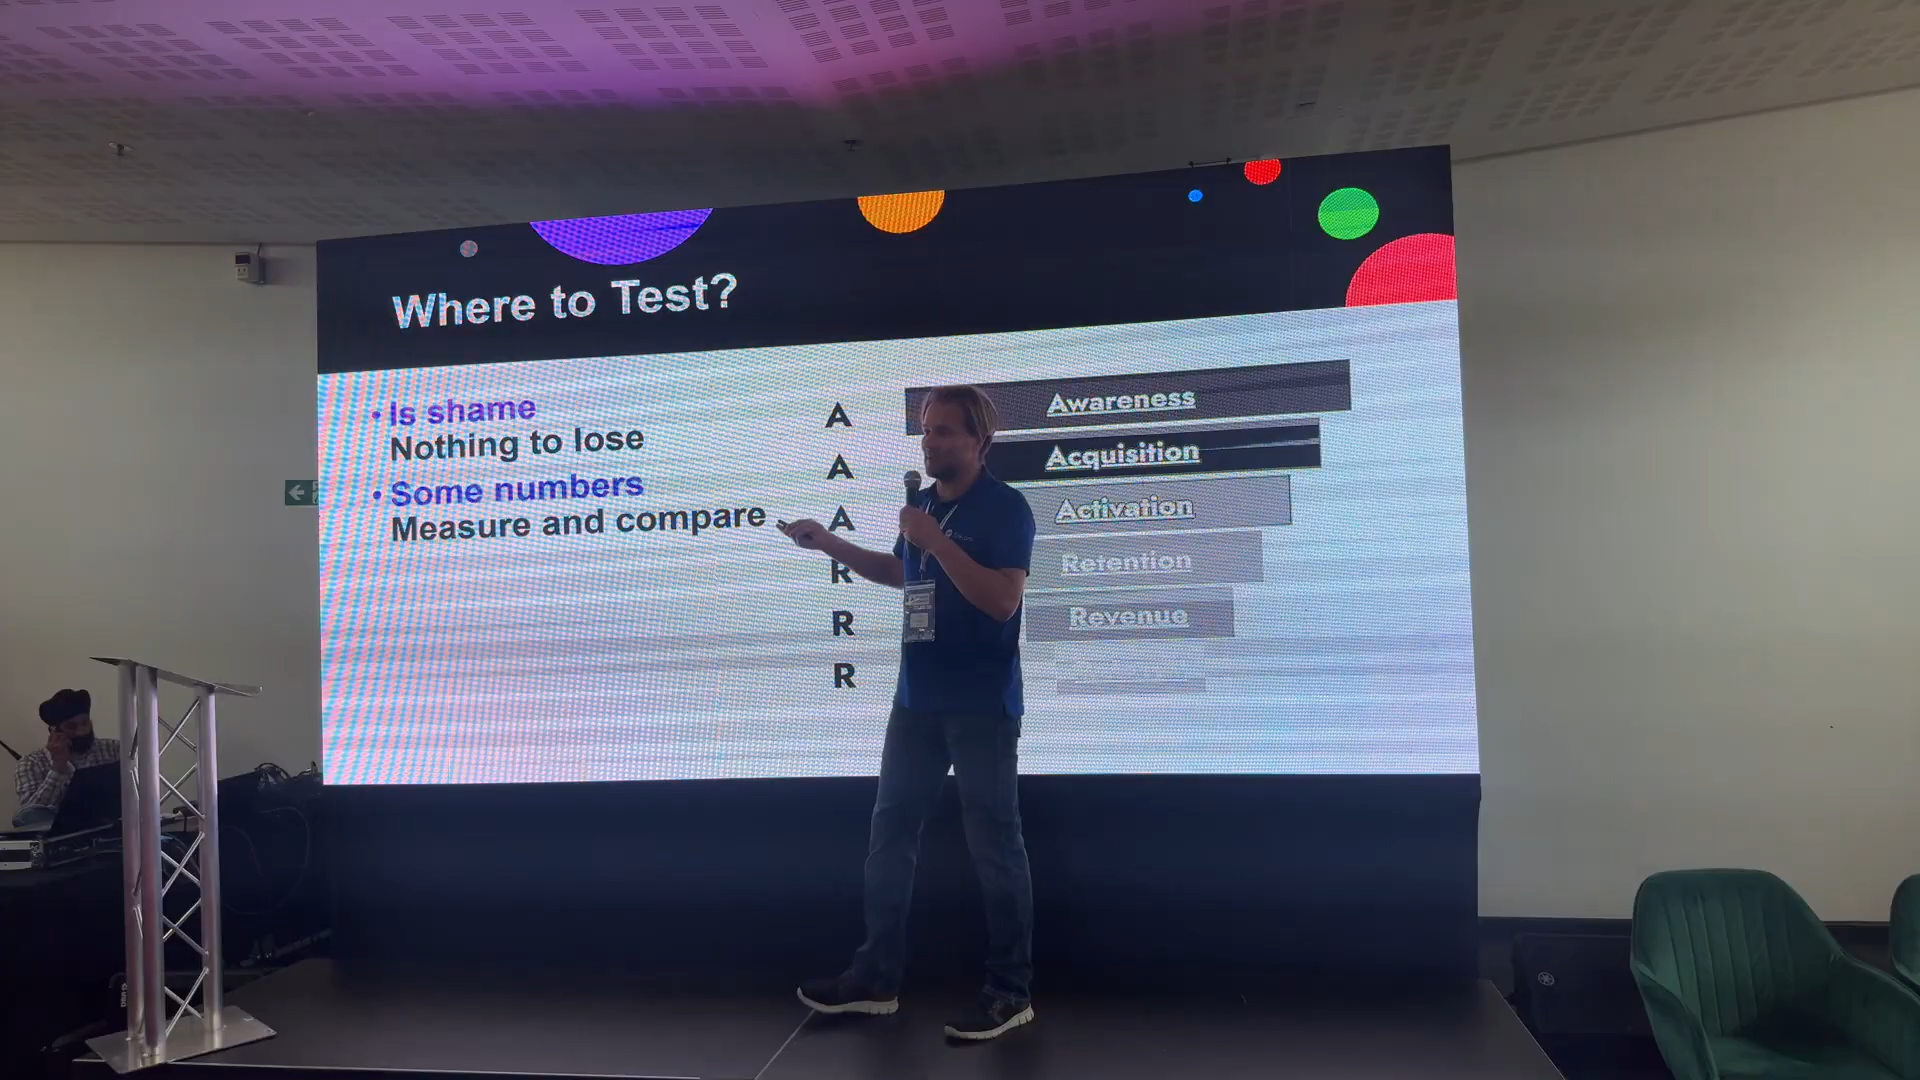 Where to Test?
• Is shame
Nothing to lose
• Some numbers
Measure and compare
A
A
A
R
R
R
Awareness
Acquisition
Activation
Retention
Revenue